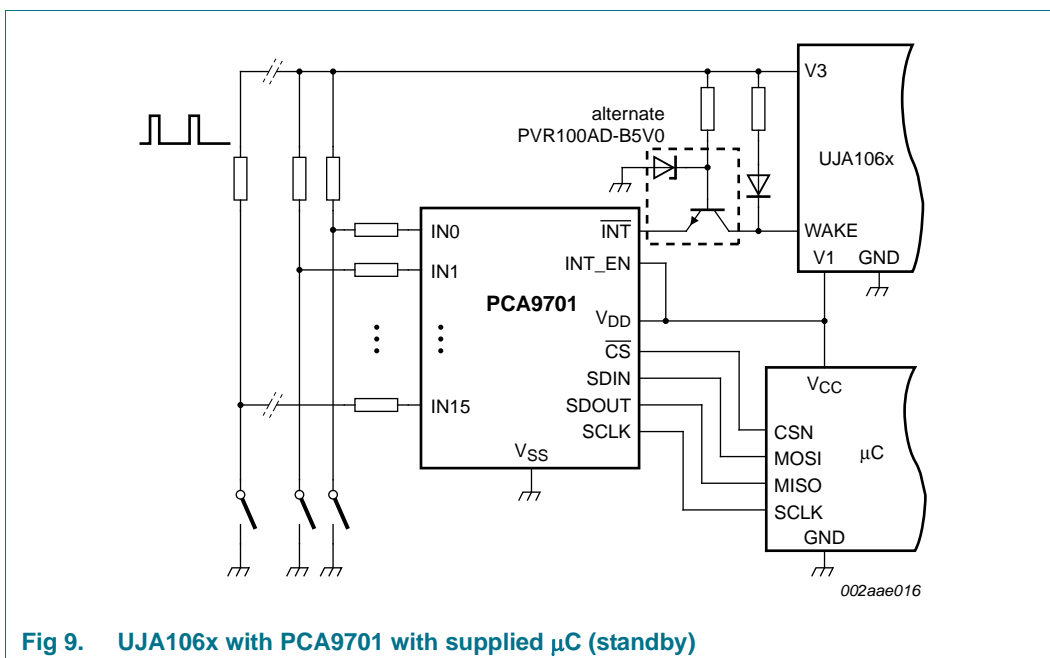 V3
alternate
PVR100AD-B5V0
UJA106x
IN0
INT
WAKE
IN1
INT_EN
V1
GND
PCA9701
VDD
CS
VCC
SDIN
IN15
SDOUT
CSN
SCLK
MOSI
μC
VSS
MISO
SCLK
GND
002aae016
Fig 9. UJA106x with PCA9701 with supplied μC (standby)